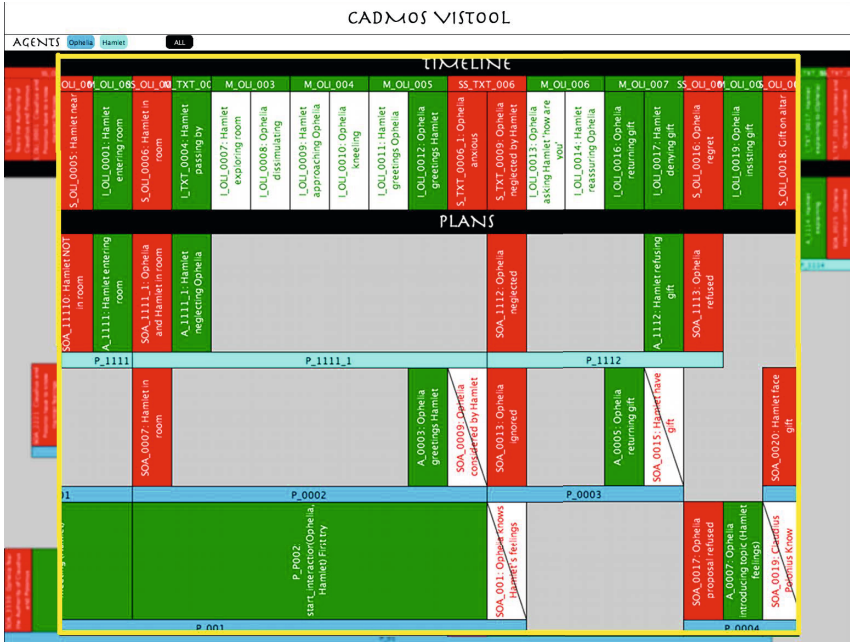 CADMOS VISTOOL
AGENTS
Ophelia
Hamlet
ALL
TIMELINE
M_OLI_003
M_OLI_004
M_OLI_005
SS_TXT_006
M_OLI_006
M_OLI_007
S_OLI_0005: Hamlet near
I_OLI_0001: Hamlet
entering room
S_OLI_0006: Hamlet in
room
I_TXT_0004: Hamlet
passing by
I_OLI_0007: Hamlet
exploring room
I_OLI_0008: Ophelia
dissimulating
I_OLI_0009: Hamlet
approaching Ophelia
I_OLI_0010: Ophelia
kneeling
I_OLI_0011: Hamlet
greetings Ophelia
I_OLI_0012: Ophelia
greetings Hamlet
S_TXT_0006_1: Ophelia
anxious
S_TXT_0009: Ophelia
neglected by Hamlet
I_OLI_0013: Ophelia
asking Hamlet "how are
you"
I_OLI_0014: Hamlet
reassuring Ophelia
I_OLI_0016: Ophelia
returning gift
I_OLI_0017: Hamlet
denying gift
S_OLI_0016: Ophelia
regret
I_OLI_0019: Ophelia
insisting gift
S_OLI_0018: Gift on altar
PLANS
SOA_11110: Hamlet NOT
in room
A_1111: Hamlet entering
room
SOA_1111_1: Ophelia
and Hamlet in room
A_1111_1: Hamlet
neglecting Ophelia
SOA_1112: Ophelia
neglected
A_1112: Hamlet refusing
gift
SOA_1113: Ophelia
refused
P_1111
P_1111_1
P_1112
SOA_0007: Hamlet in
room
A_0003: Ophelia
greetings Hamlet
SOA_0009: Ophelia
considered by Hamlet
SOA_0013: Ophelia
ignored
A_0005: Ophelia
returning gift
SOA_0015: Hamlet have
gift
SOA_0020: Hamlet face
gift
P_0002
P_0003
P_P002:
start_interaction(Ophelia,
Hamlet) First try
SOA_001: Ophelia knows
Hamlet's feelings
SOA_0017: Ophelia
proposal refused
A_0007: Ophelia
introducing topic (Hamlet
feelings)
SOA_0019: Claudius
Polonius Know
P_001
P_0004